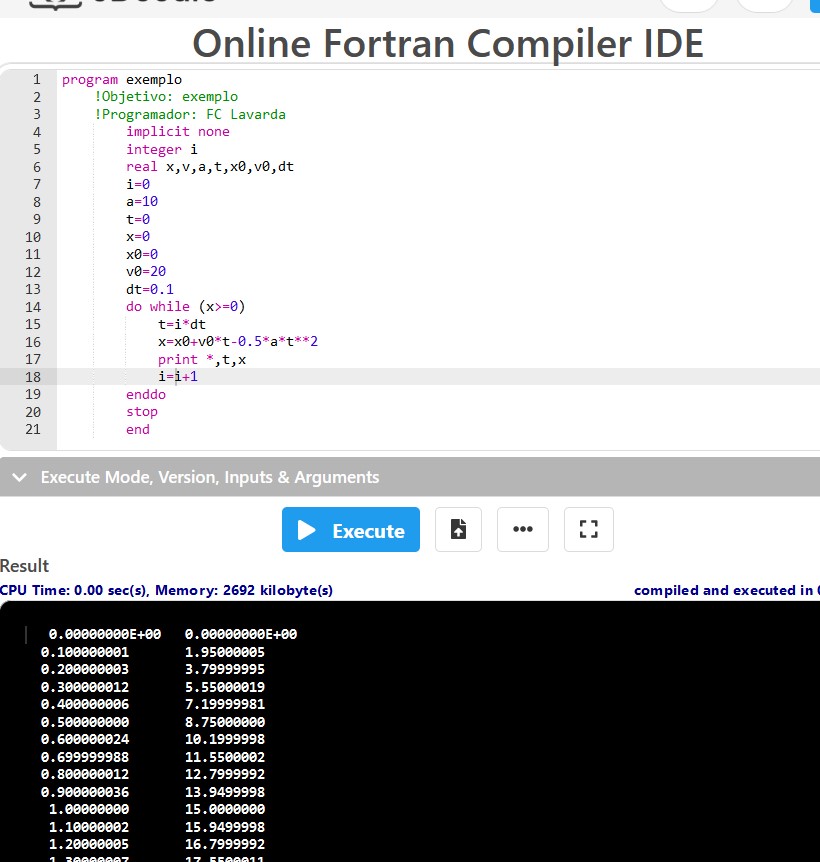 Online Fortran Compiler IDE
1 program exemplo
2 !Objetivo: exemplo
3 !Programador: FC Lavarda
4 implicit none
5 integer i
6 real x,v,a,t,x0,v0,dt
7 i=0
8 a=10
9 t=0
10 x=0
11 x0=0
12 v0=20
13 dt=0.1
14 do while (x>=0)
15 t=i*dt
16 x=x0+v0*t-0.5*a*t**2
17 print *,t,x
18 i=i+1
19 enddo
20 stop
21 end
Execute Mode, Version, Inputs & Arguments
Execute
Result
CPU Time: 0.00 sec(s), Memory: 2692 kilobyte(s) compiled and executed in
0.00000000E+00 0.00000000E+00
0.100000001 1.95000005
0.200000003 3.79999995
0.300000012 5.55000019
0.400000006 7.19999981
0.500000000 8.75000000
0.600000024 10.1999998
0.699999988 11.5500002
0.800000012 12.7999992
0.900000036 13.9499998
1.00000000 15.0000000
1.10000002 15.9499998
1.20000005 16.7999992